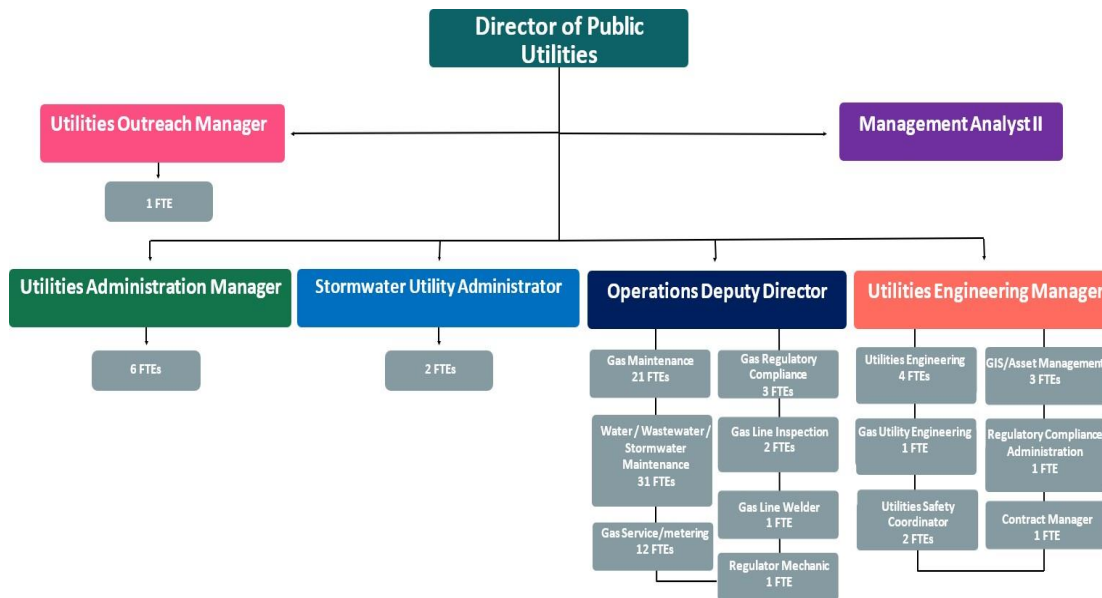 Director of Public
Utilities
Utilities Outreach Manager
Management Analyst II
1 FTE
Utilities Administration Manager
Stormwater Utility Administrator
Operations Deputy Director
Utilities Engineering Manager
6 FTEs
2 FTEs
Gas Maintenance
21 FTEs
Gas Regulatory
Compliance
3 FTEs
Utilities Engineering
4 FTEs
GIS/Asset Management
3 FTEs
Water / Wastewater /
Stormwater
Maintenance
31 FTEs
Gas Line Inspection
2 FTEs
Gas Utility Engineering
1 FTE
Regulatory Compliance
Administration
1 FTE
Gas Service/metering
12 FTEs
Gas Line Welder
1 FTE
Utilities Safety
Coordinator
2 FTEs
Contract Manager
1 FTE
Regulator Mechanic
1 FTE